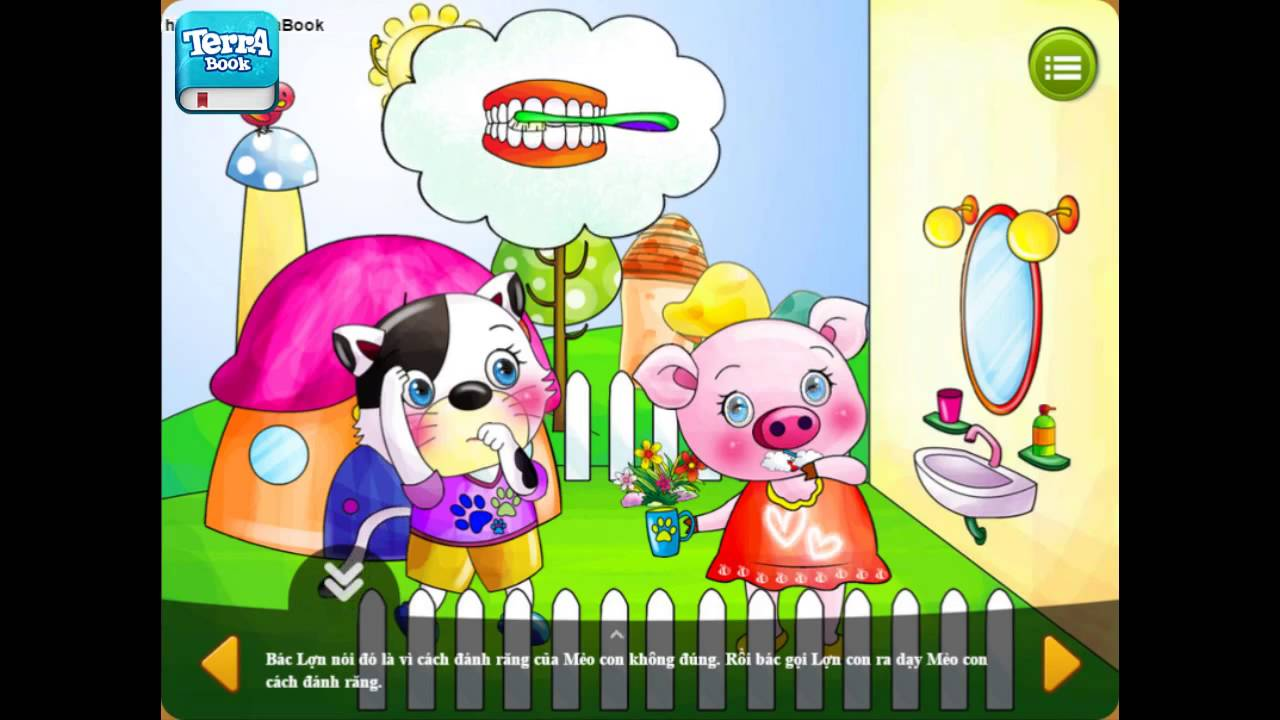 aBook
TerrA
Book
Bác Lợn nói đó là vì cách đánh răng của Mèo con không đúng. Rồi bác gọi Lợn con ra dạy Mèo con
cách đánh răng.